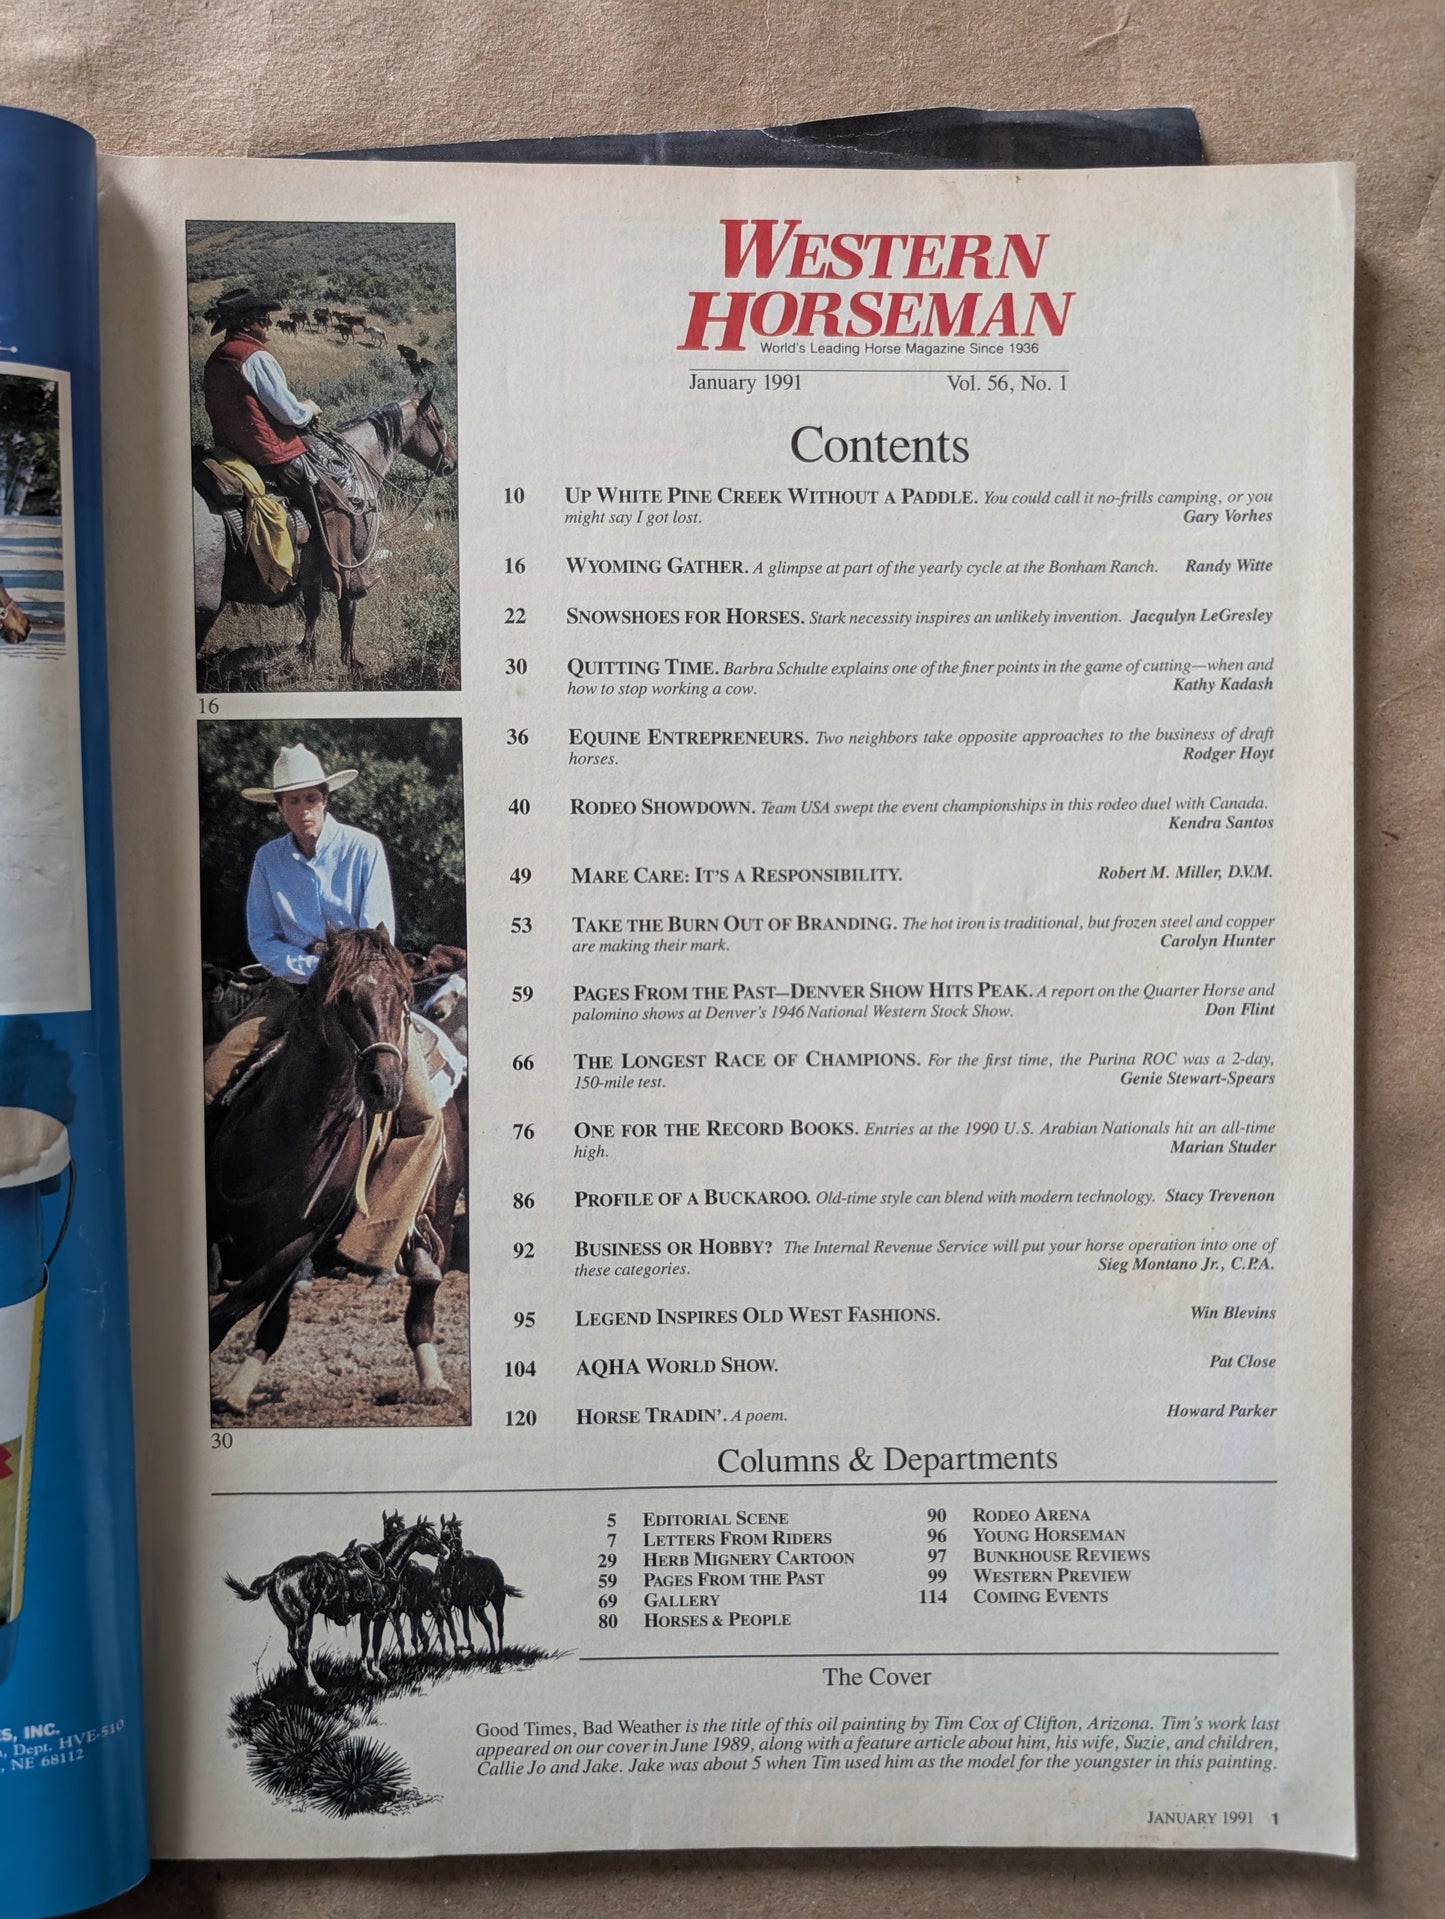 WESTERN
HORSEMAN
World's Leading Horse Magazine Since 1936
January 1991 Vol. 56, No. 1
Contents
10 UP WHITE PINE CREEK WITHOUT A PADDLE. You could call it no-frills camping, or you
might say I got lost. Gary Vorhes
16 WYOMING GATHER. A glimpse at part of the yearly cycle at the Bonham Ranch. Randy Witte
22 SNOWSHOES FOR HORSES. Stark necessity inspires an unlikely invention. Jacqulyn LeGresley
30 QUITTING TIME. Barbra Schulte explains one of the finer points in the game of cutting—when and
how to stop working a cow. Kathy Kadash
36 EQUINE ENTREPRENEURS. Two neighbors take opposite approaches to the business of draft
horses. Rodger Hoyt
40 RODEO SHOWDOWN. Team USA swept the event championships in this rodeo duel with Canada.
Kendra Santos
49 MARE CARE: IT'S A RESPONSIBILITY. Robert M. Miller, D.V.M.
53 TAKE THE BURN OUT OF BRANDING. The hot iron is traditional, but frozen steel and copper
are making their mark. Carolyn Hunter
59 PAGES FROM THE PAST—DENVER SHOW HITS PEAK. A report on the Quarter Horse and
palomino shows at Denver's 1946 National Western Stock Show. Don Flint
66 THE LONGEST RACE OF CHAMPIONS. For the first time, the Purina ROC was a 2-day,
150-mile test. Genie Stewart-Spears
76 ONE FOR THE RECORD BOOKS. Entries at the 1990 U.S. Arabian Nationals hit an all-time
high. Marian Studer
86 PROFILE OF A BUCKAROO. Old-time style can blend with modern technology. Stacy Trevenon
92 BUSINESS OR HOBBY? The Internal Revenue Service will put your horse operation into one of
these categories. Sieg Montano Jr., C.P.A.
95 LEGEND INSPIRES OLD WEST FASHIONS. Win Blevins
104 AQHA WORLD SHOW. Pat Close
120 HORSE TRADIN'. A poem. Howard Parker
16
30
Columns & Departments
5 EDITORIAL SCENE
7 LETTERS FROM RIDERS
29 HERB MIGNERY CARTOON
59 PAGES FROM THE PAST
69 GALLERY
80 HORSES & PEOPLE
90 RODEO ARENA
96 YOUNG HORSEMAN
97 BUNKHOUSE REVIEWS
99 WESTERN PREVIEW
114 COMING EVENTS
The Cover
Good Times, Bad Weather is the title of this oil painting by Tim Cox of Clifton, Arizona. Tim's work last
appeared on our cover in June 1989, along with a feature article about him, his wife, Suzie, and children,
Callie Jo and Jake. Jake was about 5 when Tim used him as the model for the youngster in this painting.
JANUARY 1991 1
INC.
Dept. HVE-510
NE 68112